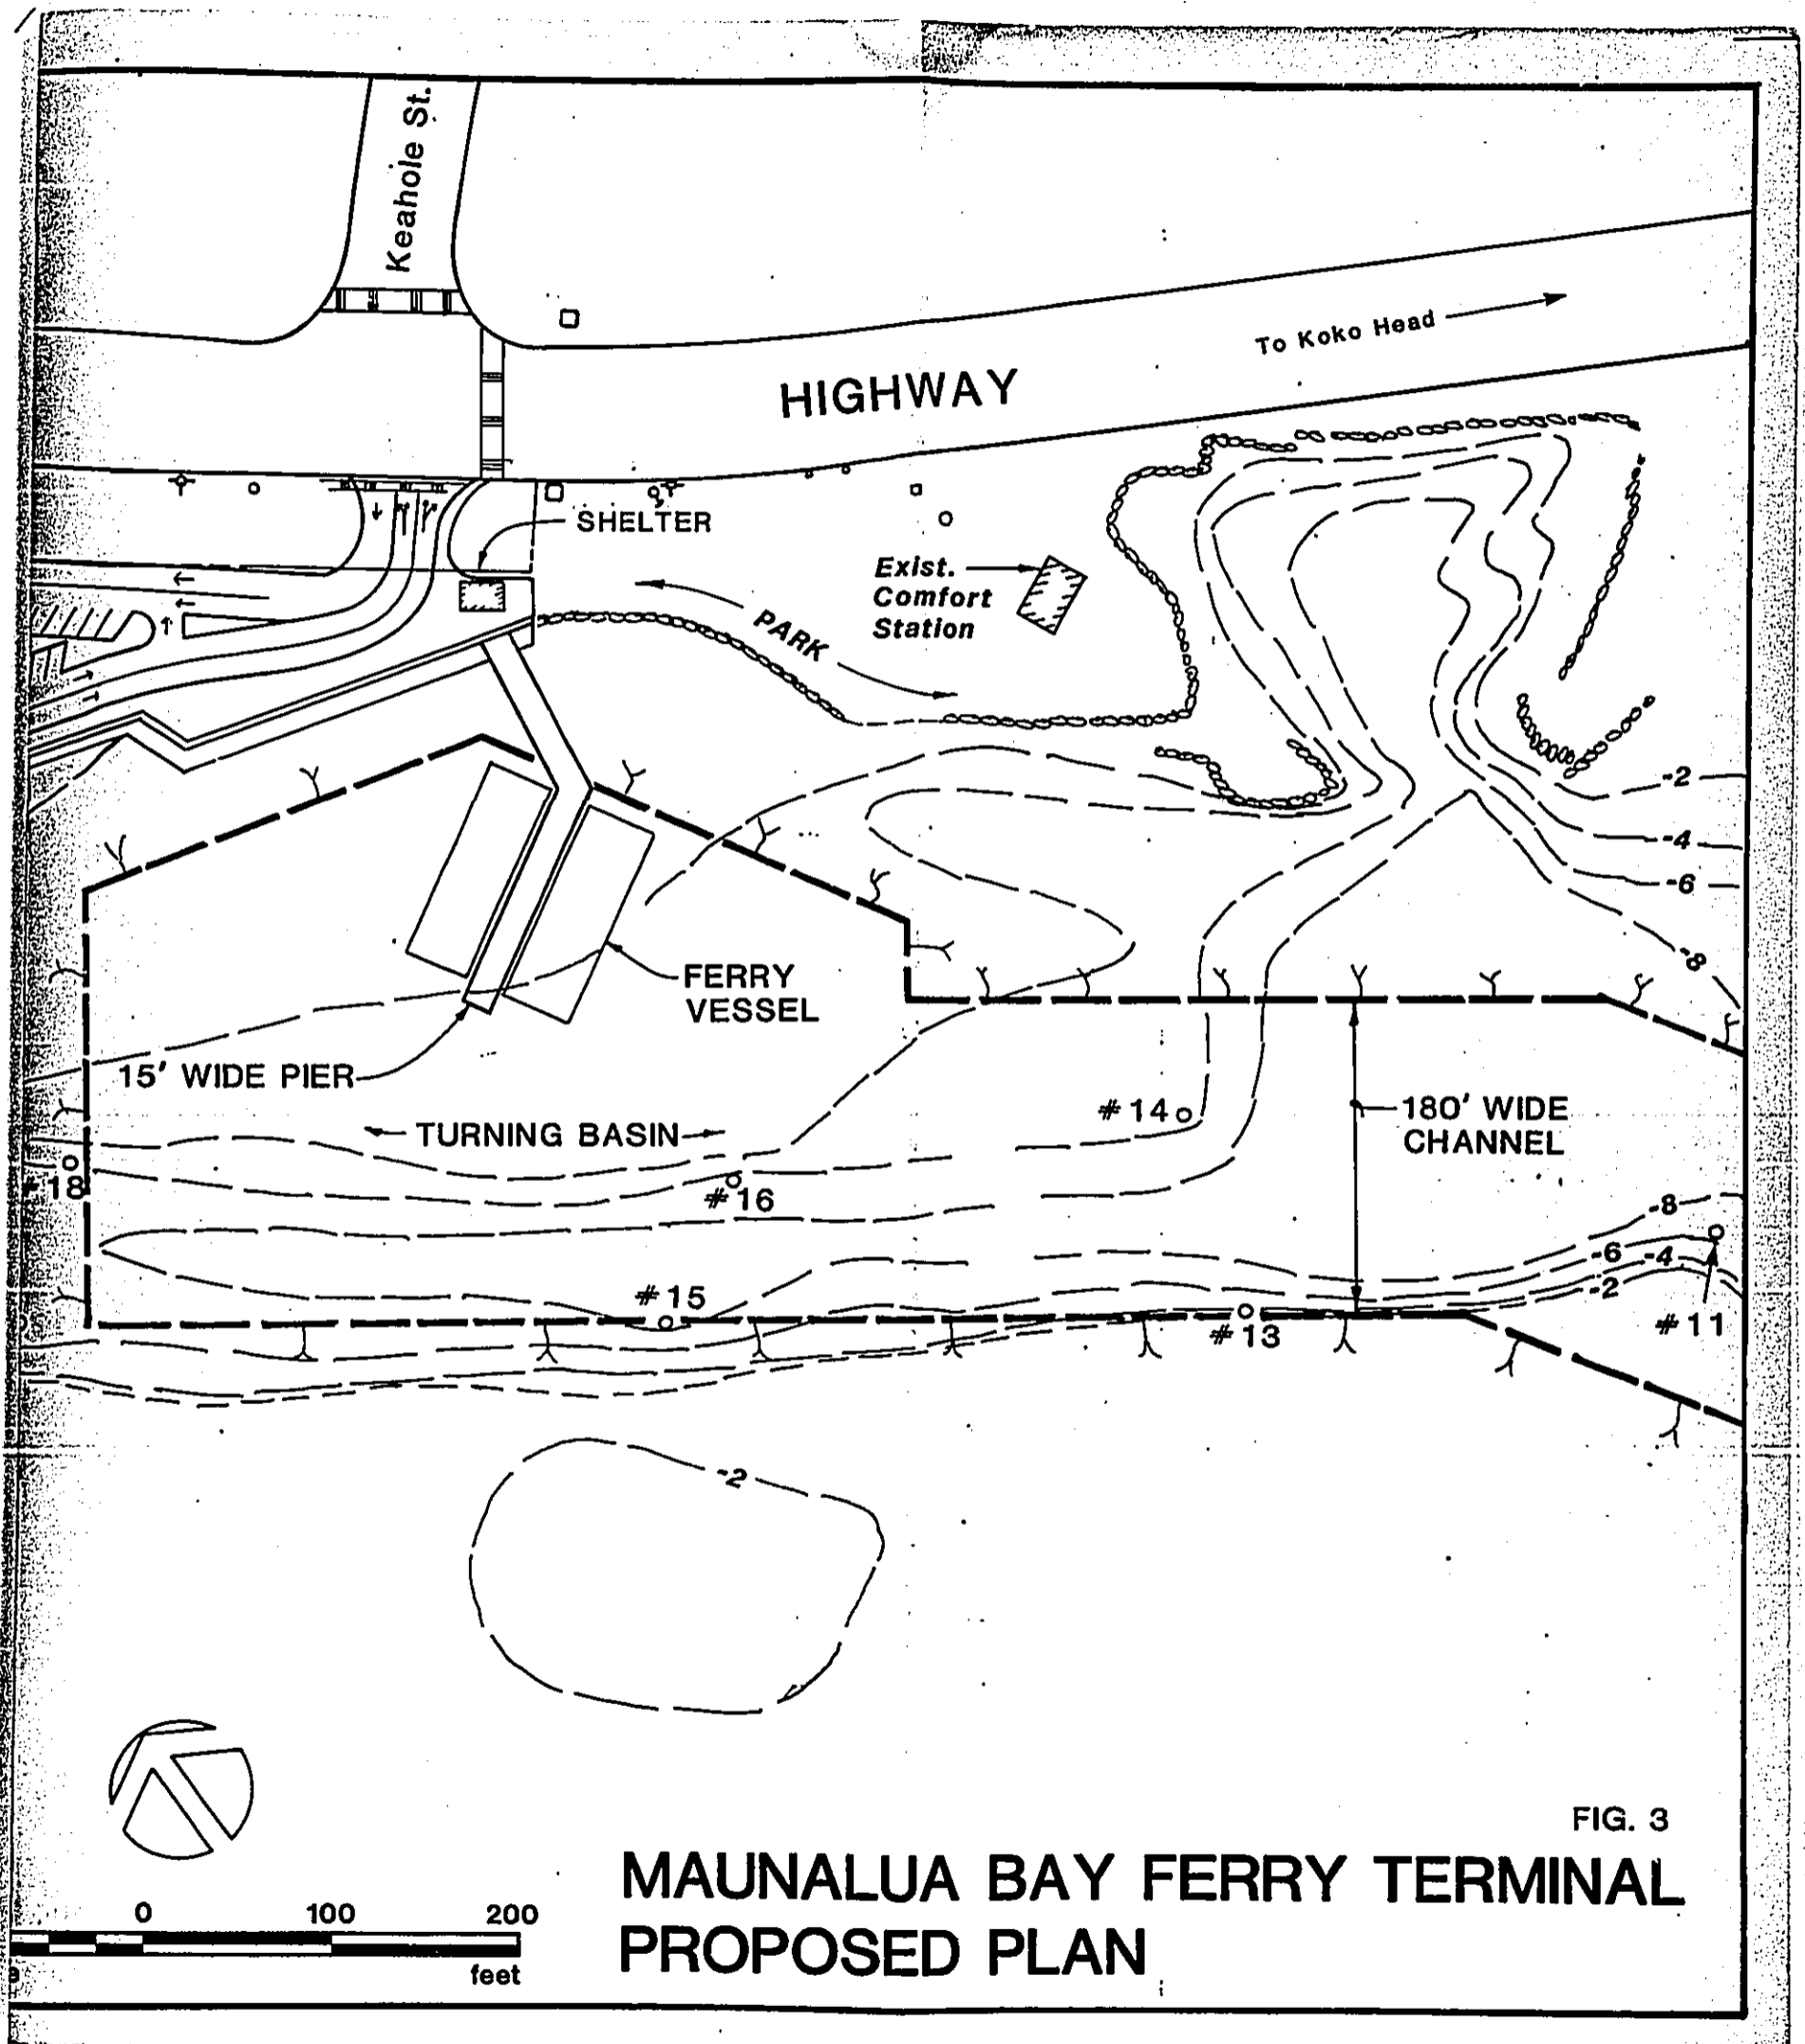 Keahole St.
To Koko Head
HIGHWAY
SHELTER
Exist.
Comfort
Station
PARK
-2
-4
-6
-8
FERRY
VESSEL
15' WIDE PIER
#14
180' WIDE
CHANNEL
TURNING BASIN
#18
#16
-8
-6
-4
-2
#15
#13
#11
-2
FIG. 3
MAUNALUA BAY FERRY TERMINAL
PROPOSED PLAN
0 100 200
feet